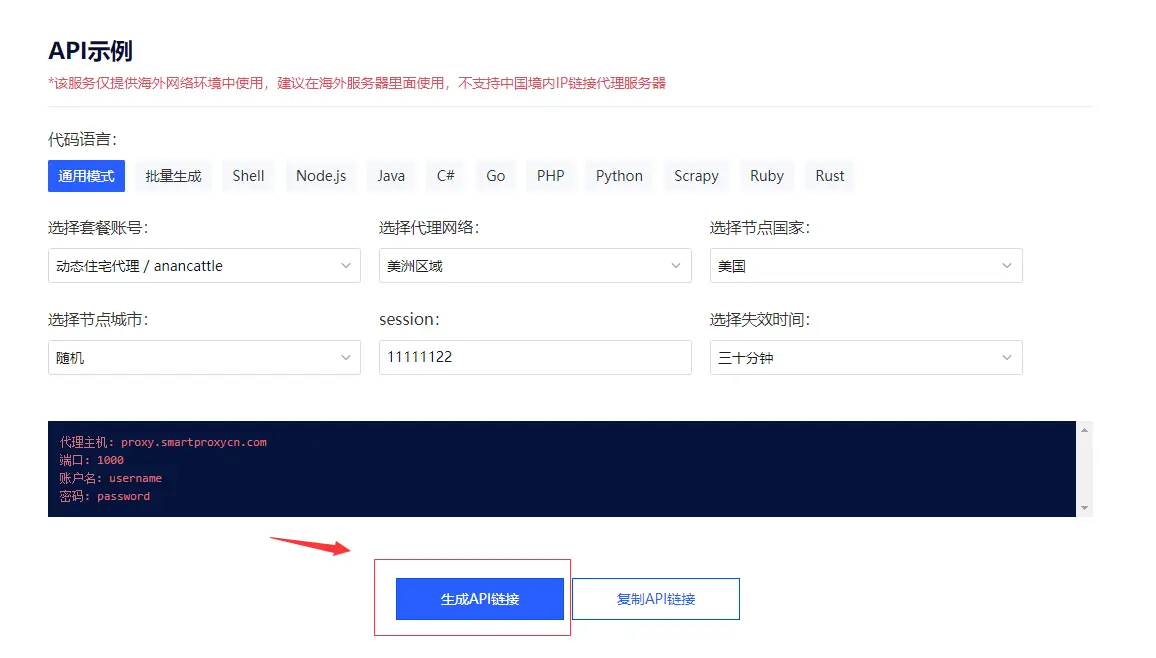 API示例
*该服务仅提供海外网络环境中使用，建议在海外服务器里面使用，不支持中国境内IP链接代理服务器
代码语言：
通用模式 批量生成 Shell Node.js Java C# Go PHP Python Scrapy Ruby Rust
选择套餐账号： 选择代理网络： 选择节点国家：
动态住宅代理 / anancattle 美洲区域 美国
选择节点城市： session： 选择失效时间：
随机 11111122 三十分钟
代理主机: proxy.smartproxycn.com
端口: 1000
账户名: username
密码: password
生成API链接 复制API链接